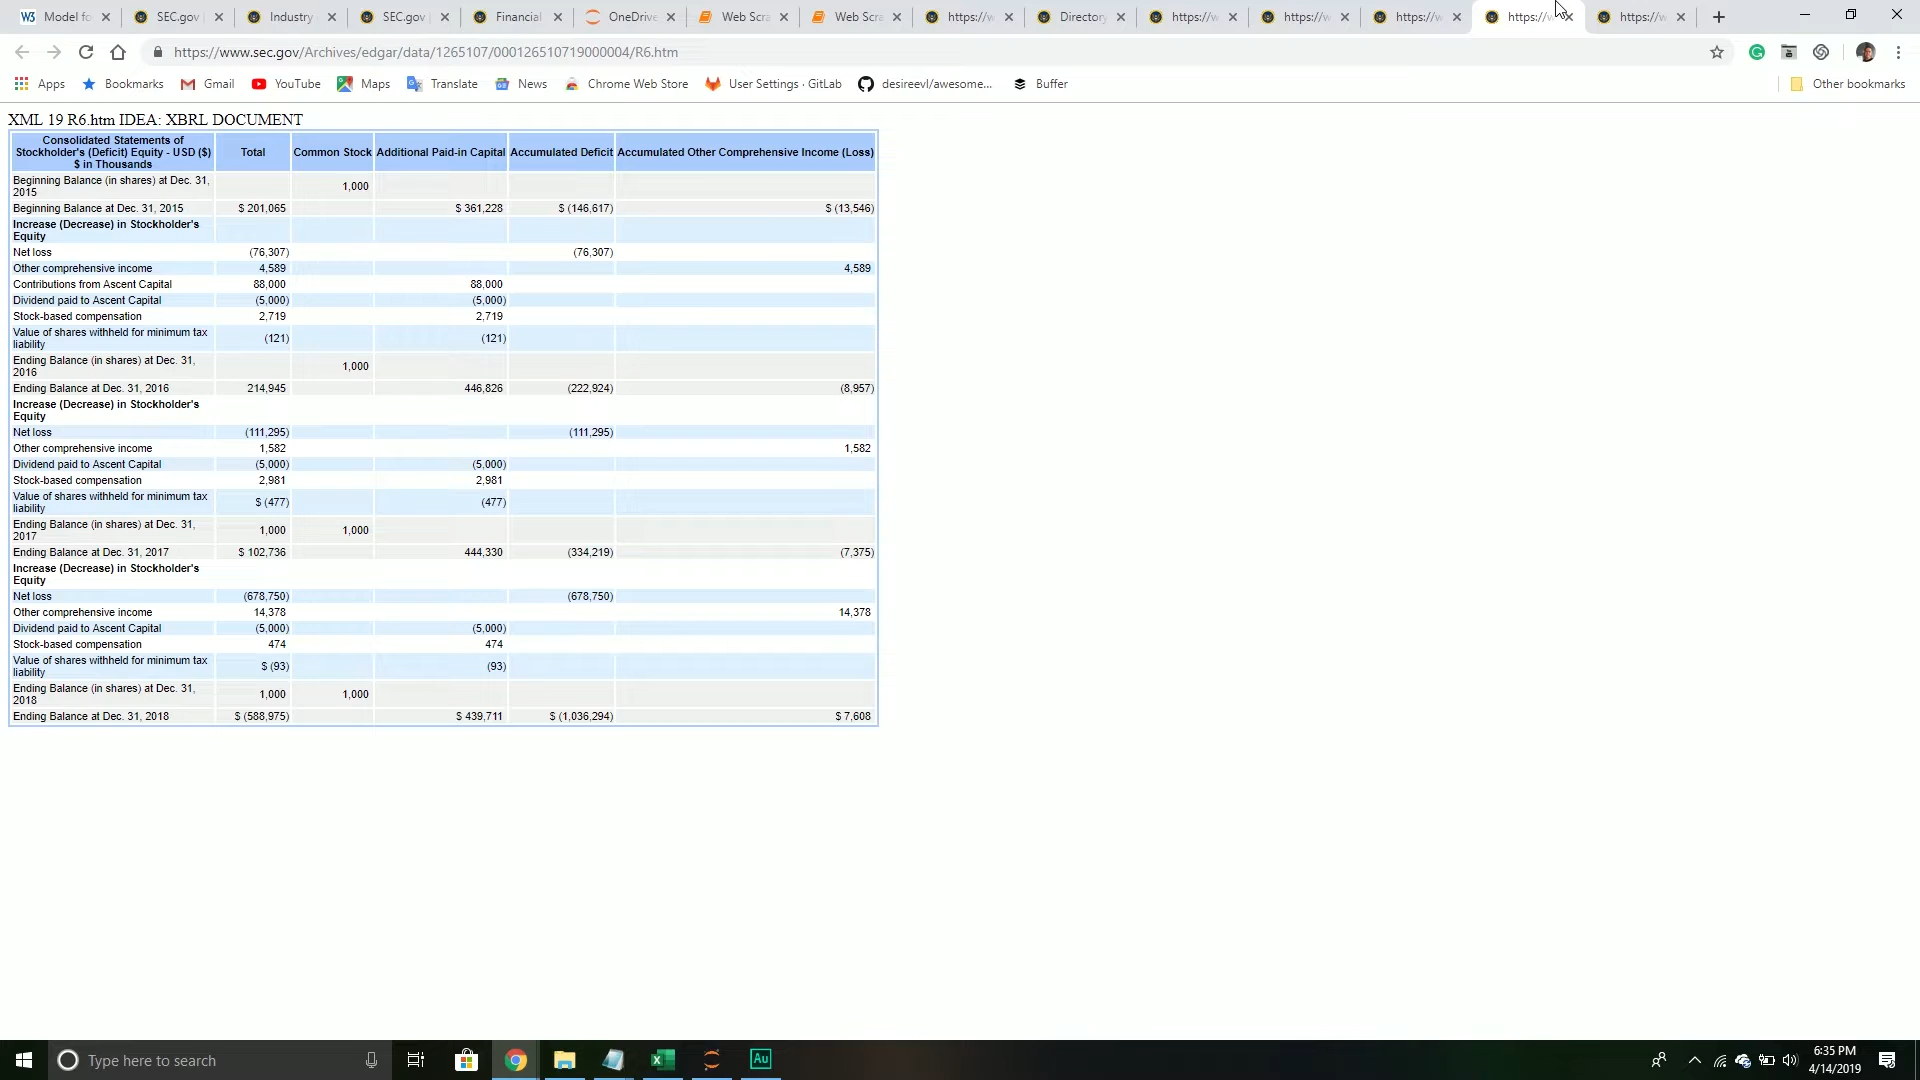 Model fo SEC.gov Industry SEC.gov Financial OneDrive Web Scra Web Scra https://w Directory https://w https://w https://w https://w https://w
https://www.sec.gov/Archives/edgar/data/1265107/000126510719000004/R6.htm
Apps Bookmarks Gmail YouTube Maps Translate News Chrome Web Store User Settings · GitLab desireevl/awesome... Buffer Other bookmarks
XML 19 R6.htm IDEA: XBRL DOCUMENT
Consolidated Statements of
Stockholder's (Deficit) Equity - USD ($)
$ in Thousands
Total Common Stock Additional Paid-in Capital Accumulated Deficit Accumulated Other Comprehensive Income (Loss)
Beginning Balance (in shares) at Dec. 31,
2015
1,000
Beginning Balance at Dec. 31, 2015 $ 201,065 $ 361,228 $ (146,617) $ (13,546)
Increase (Decrease) in Stockholder's
Equity
Net loss (76,307) (76,307)
Other comprehensive income 4,589 4,589
Contributions from Ascent Capital 88,000 88,000
Dividend paid to Ascent Capital (5,000) (5,000)
Stock-based compensation 2,719 2,719
Value of shares withheld for minimum tax
liability
(121) (121)
Ending Balance (in shares) at Dec. 31,
2016
1,000
Ending Balance at Dec. 31, 2016 214,945 446,826 (222,924) (8,957)
Increase (Decrease) in Stockholder's
Equity
Net loss (111,295) (111,295)
Other comprehensive income 1,582 1,582
Dividend paid to Ascent Capital (5,000) (5,000)
Stock-based compensation 2,981 2,981
Value of shares withheld for minimum tax
liability
$ (477) (477)
Ending Balance (in shares) at Dec. 31,
2017
1,000 1,000
Ending Balance at Dec. 31, 2017 $ 102,736 444,330 (334,219) (7,375)
Increase (Decrease) in Stockholder's
Equity
Net loss (678,750) (678,750)
Other comprehensive income 14,378 14,378
Dividend paid to Ascent Capital (5,000) (5,000)
Stock-based compensation 474 474
Value of shares withheld for minimum tax
liability
$ (93) (93)
Ending Balance (in shares) at Dec. 31,
2018
1,000 1,000
Ending Balance at Dec. 31, 2018 $ (588,975) $ 439,711 $ (1,036,294) $ 7,608
Type here to search
Au
6:35 PM
4/14/2019